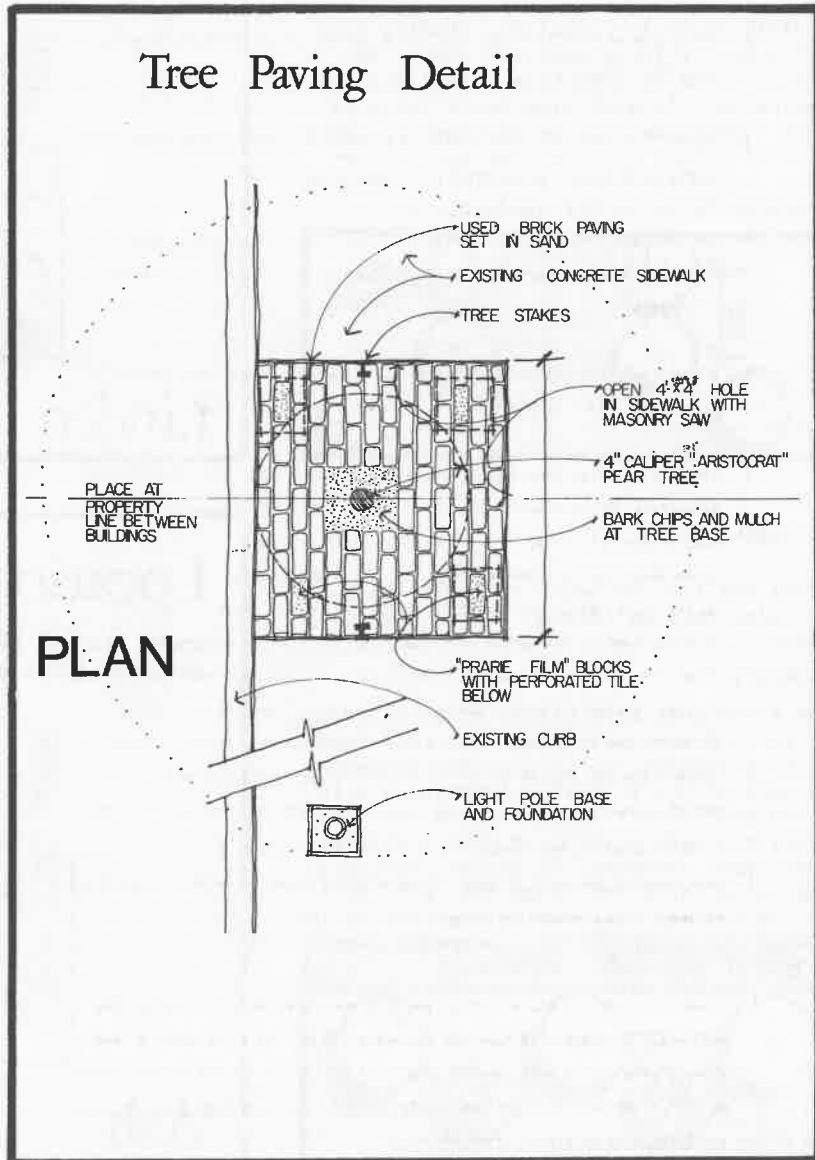 Tree Paving Detail
USED BRICK PAVING
SET IN SAND
EXISTING CONCRETE SIDEWALK
TREE STAKES
OPEN 4'x4' HOLE
IN SIDEWALK WITH
MASONRY SAW
4" CALIPER "ARISTOCRAT"
PEAR TREE
PLACE AT
PROPERTY
LINE BETWEEN
BUILDINGS
BARK CHIPS AND MULCH
AT TREE BASE
PLAN
"PRARIE FILM" BLOCKS
WITH PERFORATED TILE
BELOW
EXISTING CURB
LIGHT POLE BASE
AND FOUNDATION